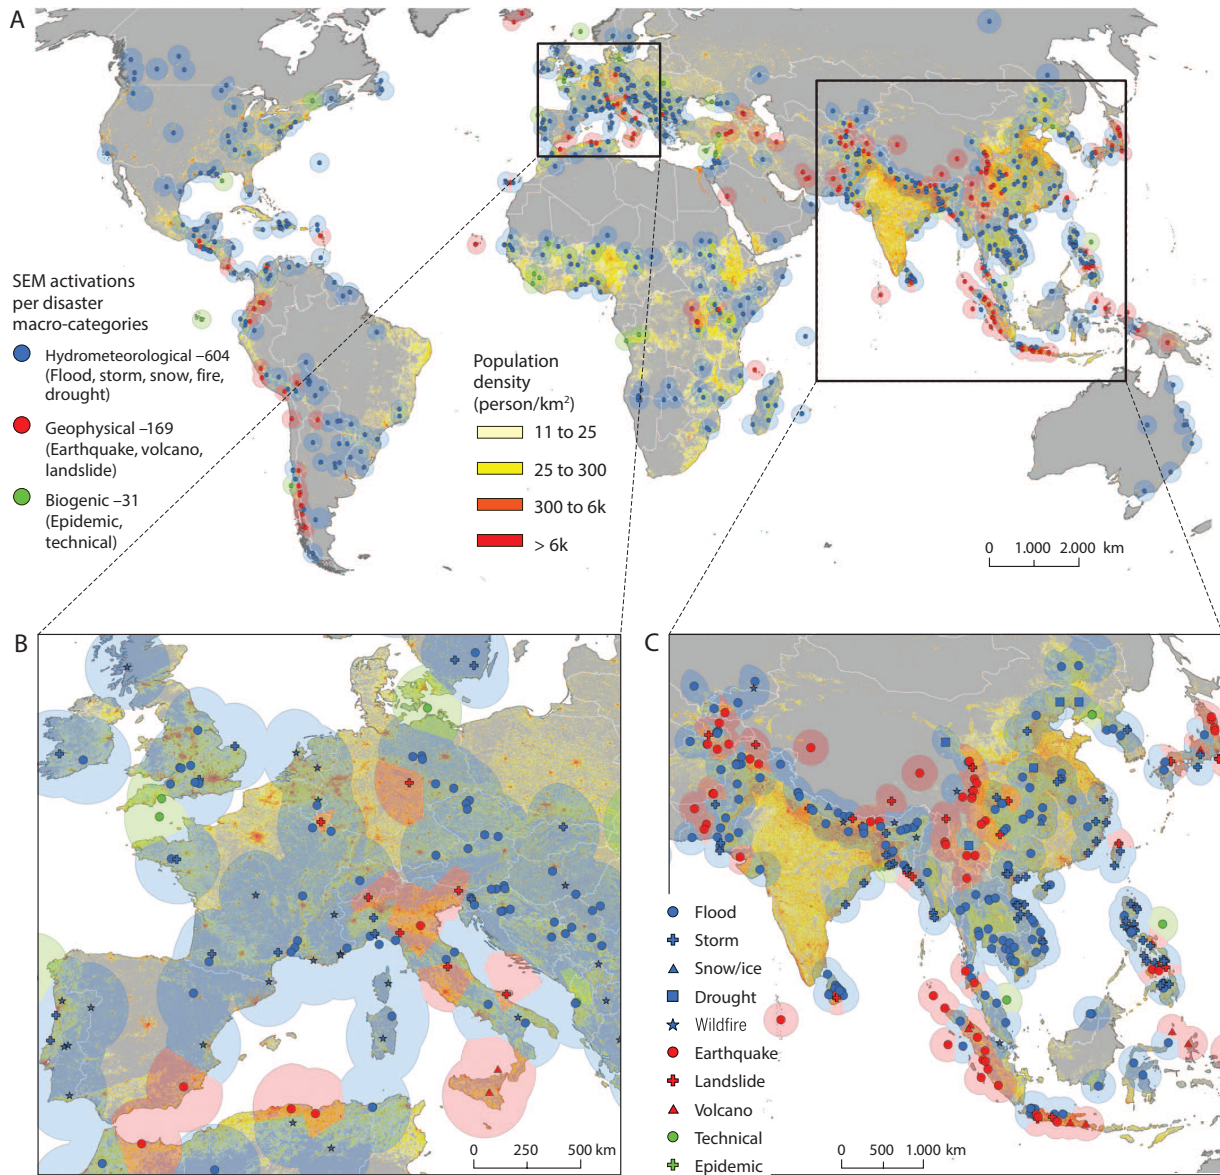 A
SEM activations
per disaster
macro-categories
Hydrometeorological –604
(Flood, storm, snow, fire,
drought)
Geophysical –169
(Earthquake, volcano,
landslide)
Biogenic –31
(Epidemic,
technical)
Population
density
(person/km²)
11 to 25
25 to 300
300 to 6k
> 6k
0 1.000 2.000 km
B
0 250 500 km
C
Flood
Storm
Snow/ice
Drought
Wildfire
Earthquake
Landslide
Volcano
Technical
Epidemic
0 500 1.000 km